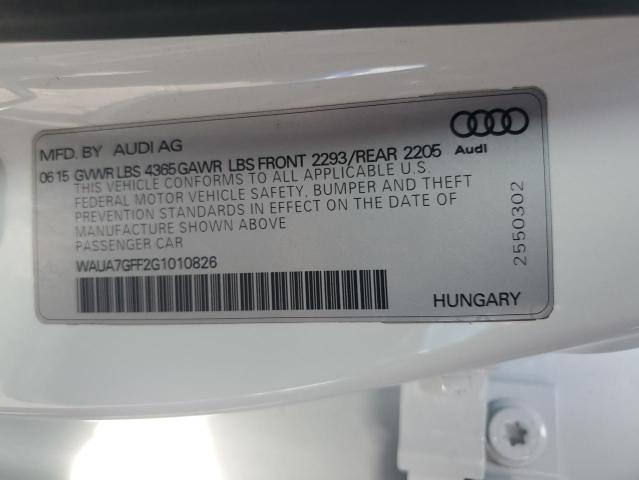 MFD. BY AUDI AG
Audi
06 15 GVWR LBS 4365 GAWR LBS FRONT 2293/REAR 2205
THIS VEHICLE CONFORMS TO ALL APPLICABLE U.S.
FEDERAL MOTOR VEHICLE SAFETY, BUMPER AND THEFT
PREVENTION STANDARDS IN EFFECT ON THE DATE OF
MANUFACTURE SHOWN ABOVE
PASSENGER CAR
WAUA7GFF2G1010826
HUNGARY
2550302